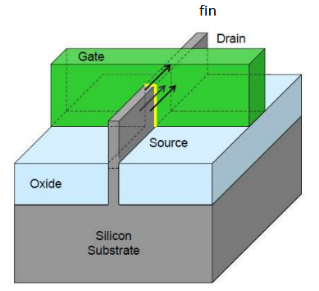 fin
Drain
Gate
Source
Oxide
Silicon
Substrate